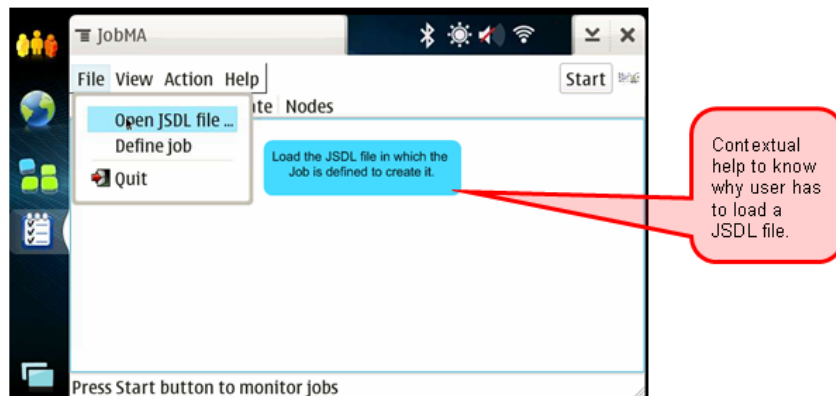 JobMA
File View Action Help
Start
te Nodes
Open JSDL file ...
Define job
Quit
Load the JSDL file in which the
Job is defined to create it.
Press Start button to monitor jobs
Contextual
help to know
why user has
to load a
JSDL file.